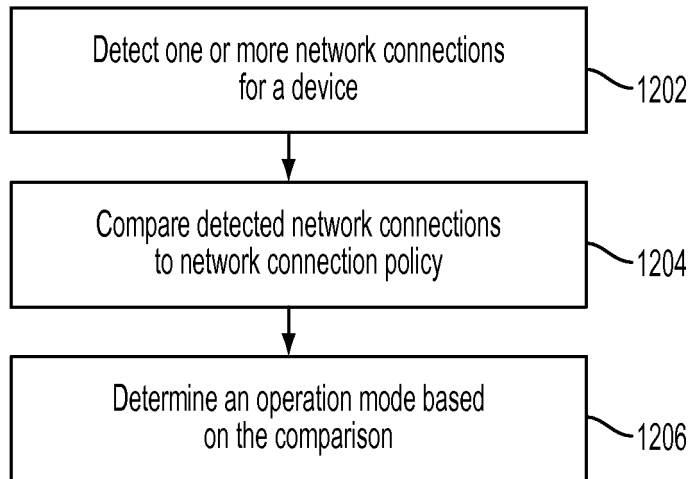 Detect one or more network connections
for a device
1202
Compare detected network connections
to network connection policy
1204
Determine an operation mode based
on the comparison
1206